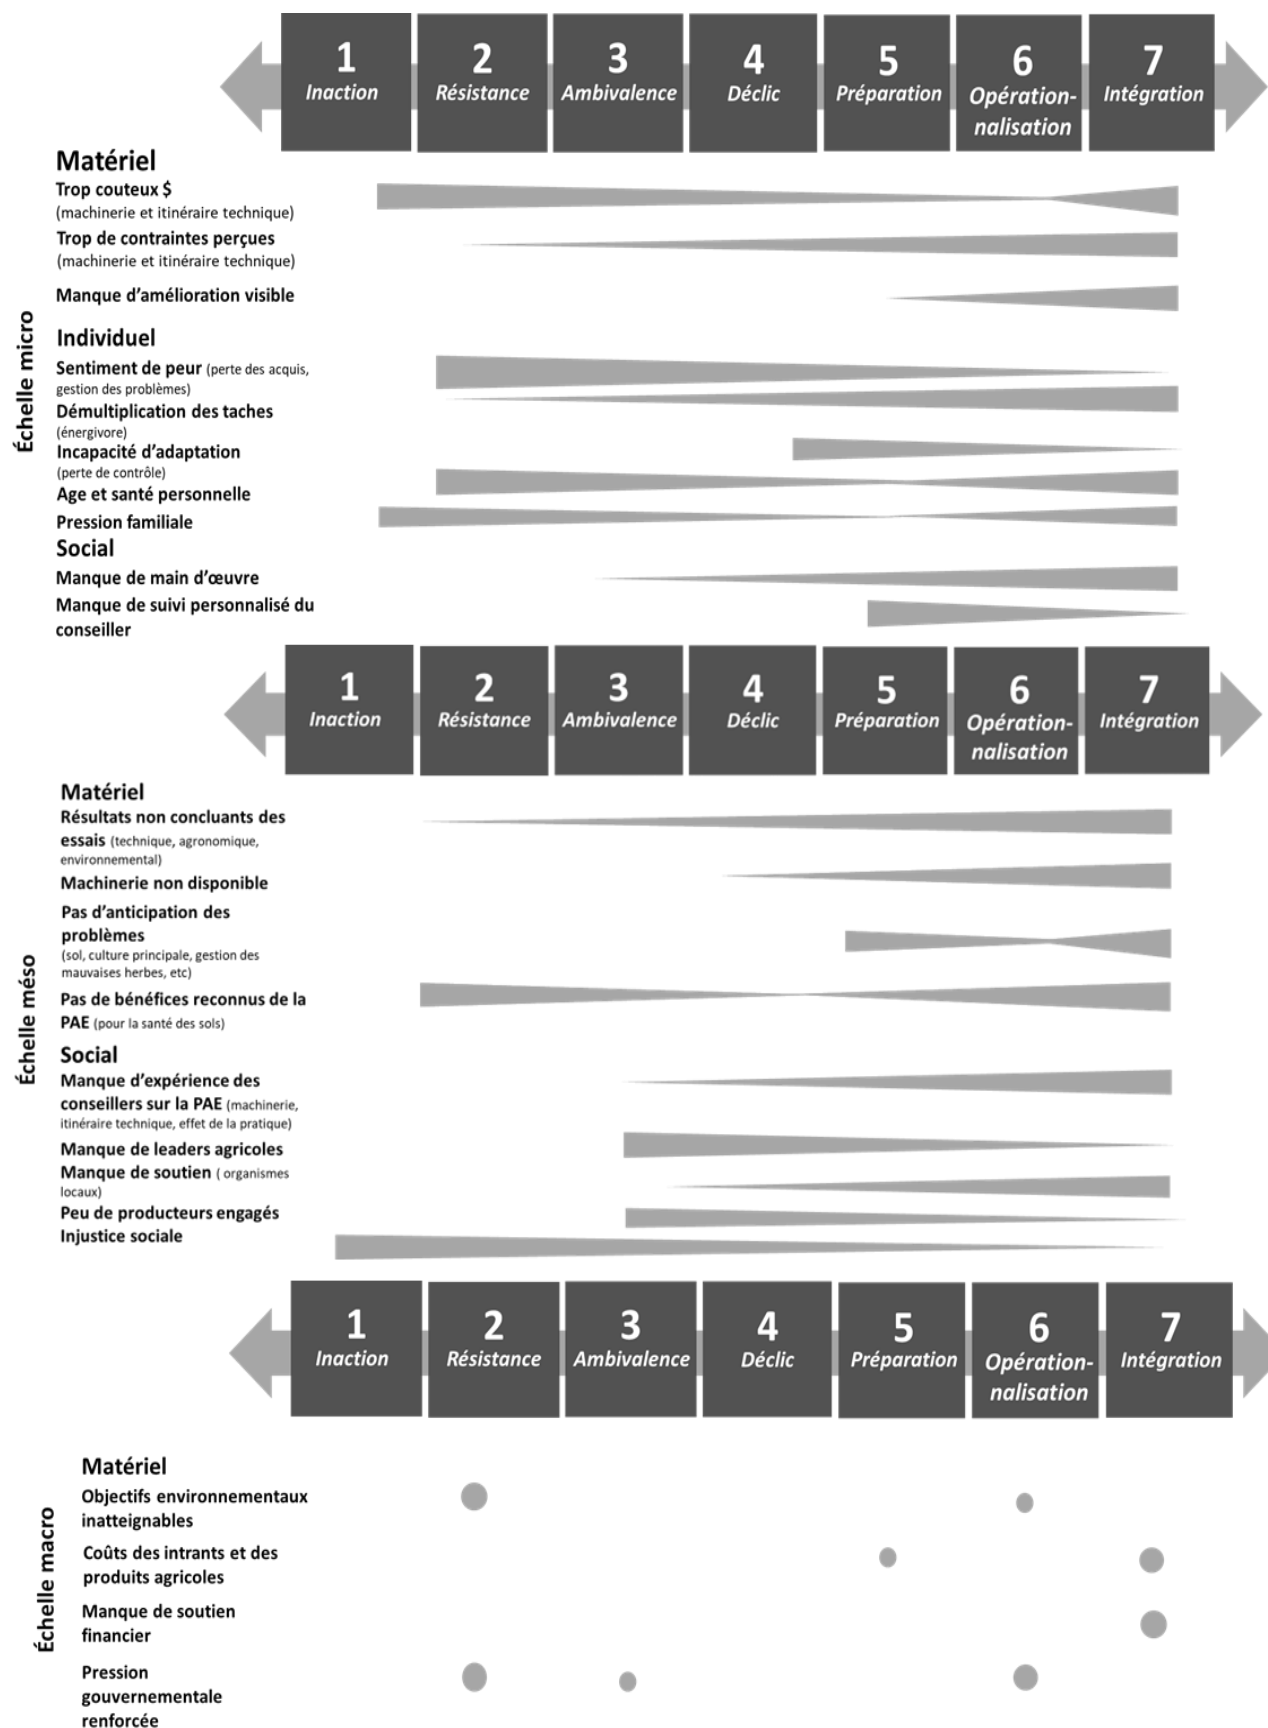 1 2 3 4 5 6 7
Inaction Résistance Ambivalence Déclic Préparation Opération- Intégration
nalisation
Matériel
Trop couteux $
(machinerie et itinéraire technique)
Trop de contraintes perçues
(machinerie et itinéraire technique)
Manque d'amélioration visible
Échelle micro
Individuel
Sentiment de peur (perte des acquis,
gestion des problèmes)
Démultiplication des taches
(énergivore)
Incapacité d'adaptation
(perte de contrôle)
Age et santé personnelle
Pression familiale
Social
Manque de main d'œuvre
Manque de suivi personnalisé du
conseiller
1 2 3 4 5 6 7
Inaction Résistance Ambivalence Déclic Préparation Opération- Intégration
nalisation
Matériel
Résultats non concluants des
essais (technique, agronomique,
environnemental)
Machinerie non disponible
Pas d'anticipation des
problèmes
(sol, culture principale, gestion des
mauvaises herbes, etc)
Échelle méso
Pas de bénéfices reconnus de la
PAE (pour la santé des sols)
Social
Manque d'expérience des
conseillers sur la PAE (machinerie,
itinéraire technique, effet de la pratique)
Manque de leaders agricoles
Manque de soutien ( organismes
locaux)
Peu de producteurs engagés
Injustice sociale
1 2 3 4 5 6 7
Inaction Résistance Ambivalence Déclic Préparation Opération- Intégration
nalisation
Matériel
Objectifs environnementaux
inatteignables
Échelle macro
Coûts des intrants et des
produits agricoles
Manque de soutien
financier
Pression
gouvernementale
renforcée